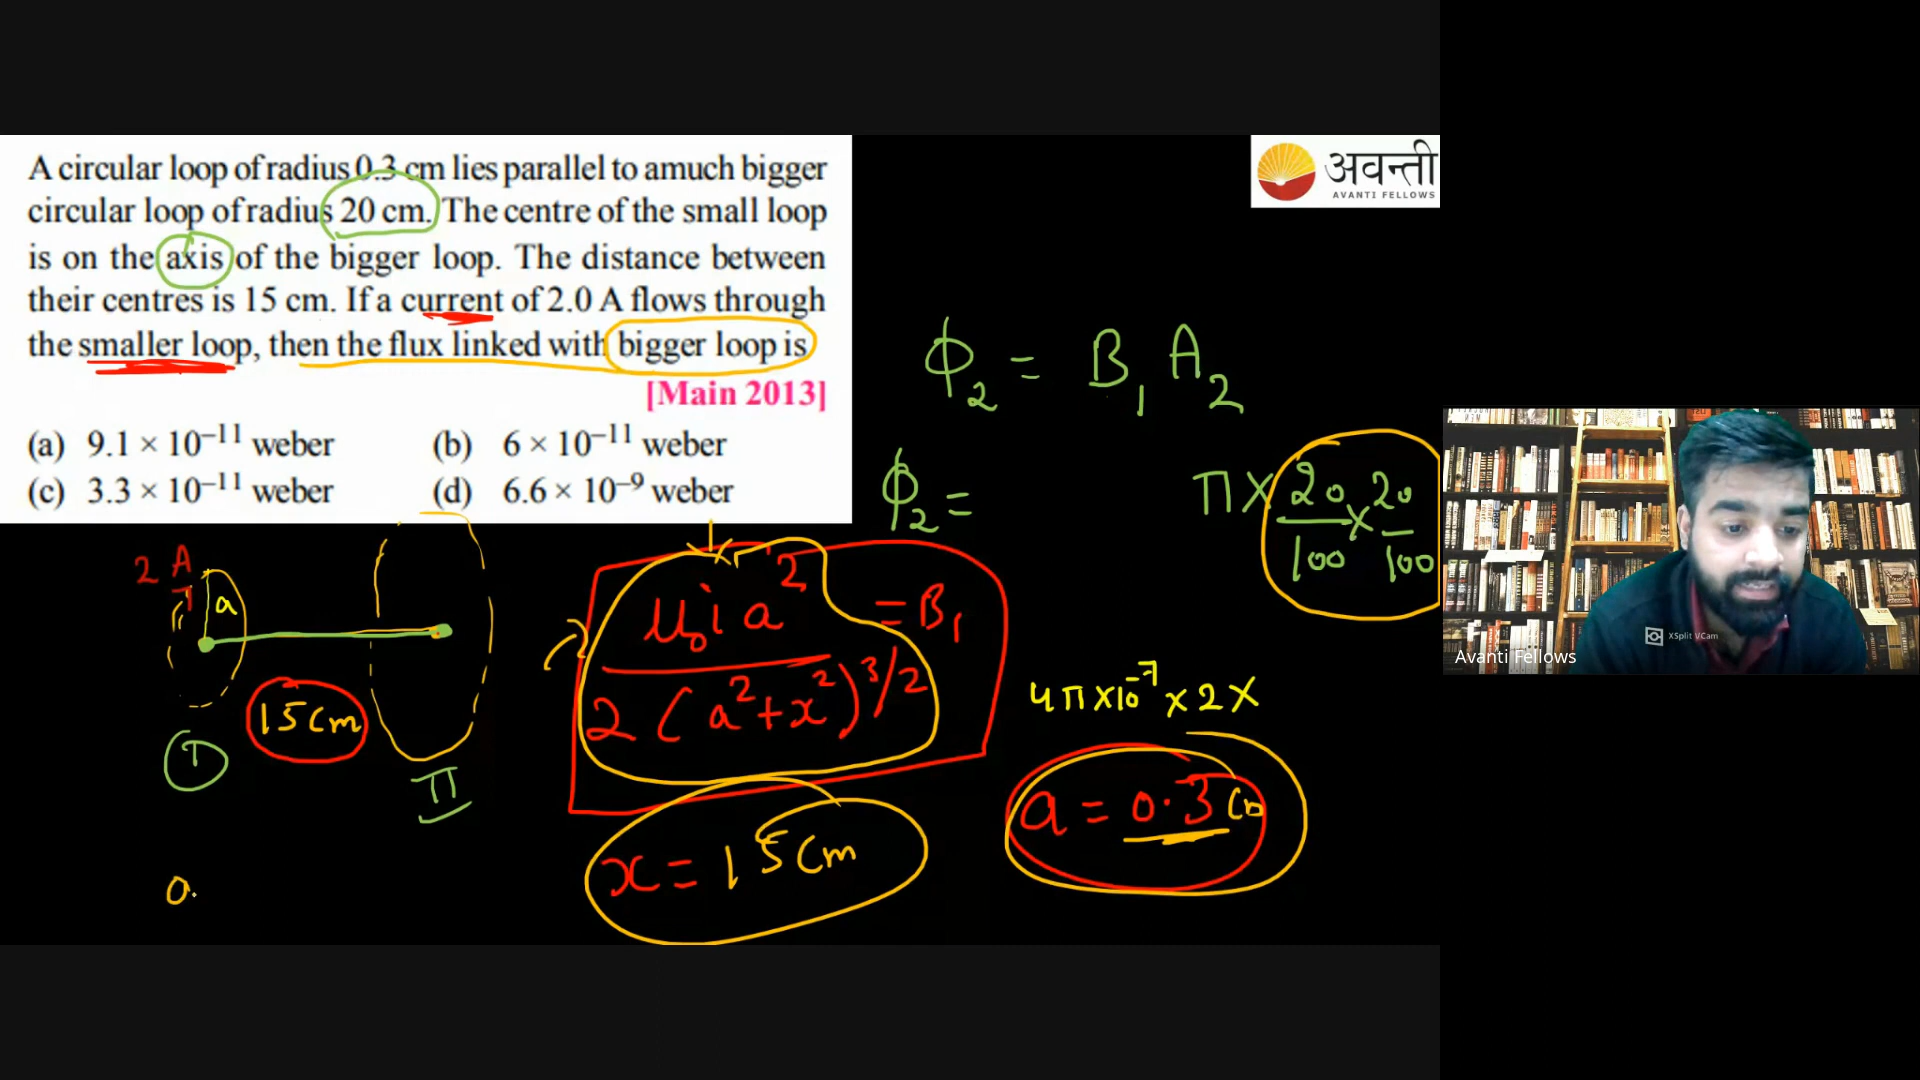 A circular loop of radius 0.3 cm lies parallel to amuch bigger
circular loop of radius 20 cm. The centre of the small loop
is on the axis of the bigger loop. The distance between
their centres is 15 cm. If a current of 2.0 A flows through
the smaller loop, then the flux linked with bigger loop is
[Main 2013]
(a) 9.1 × 10⁻¹¹ weber (b) 6 × 10⁻¹¹ weber
(c) 3.3 × 10⁻¹¹ weber (d) 6.6 × 10⁻⁹ weber
अवन्ती
AVANTI FELLOWS
ϕ₂ = B₁ A₂
ϕ₂ = π × 20/100 × 20/100
2 A
a
μ₀ i a² / 2 (a² + x²)^3/2 = B₁
15 cm
I
II
4π × 10⁻⁷ × 2 ×
a = 0.3 cm
x = 15 cm
0.
XSplit VCam
Avanti Fellows